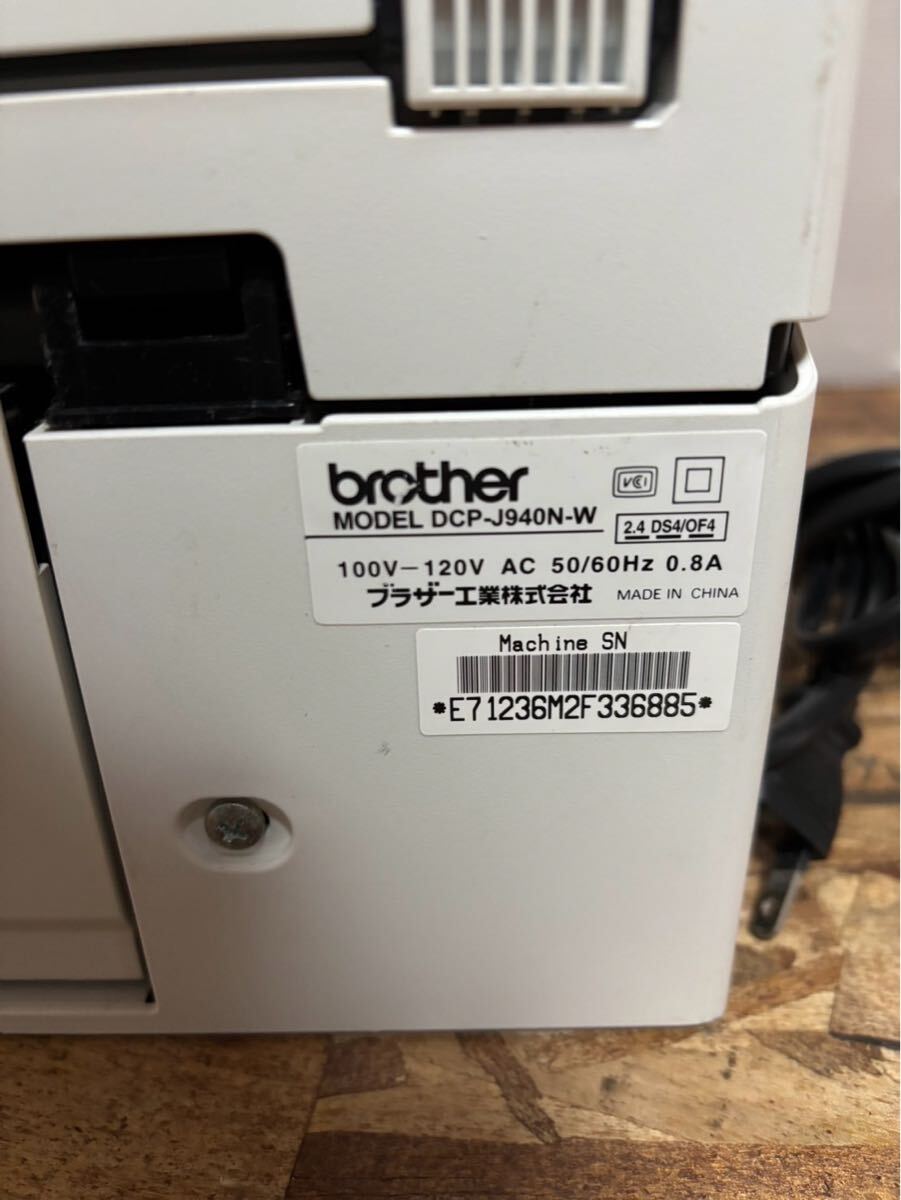 brother
VCCI
MODEL DCP-J940N-W
2.4 DS4/OF4
100V－120V AC 50/60Hz 0.8A
ブラザー工業株式会社 MADE IN CHINA
Machine SN
*E71236M2F336885*